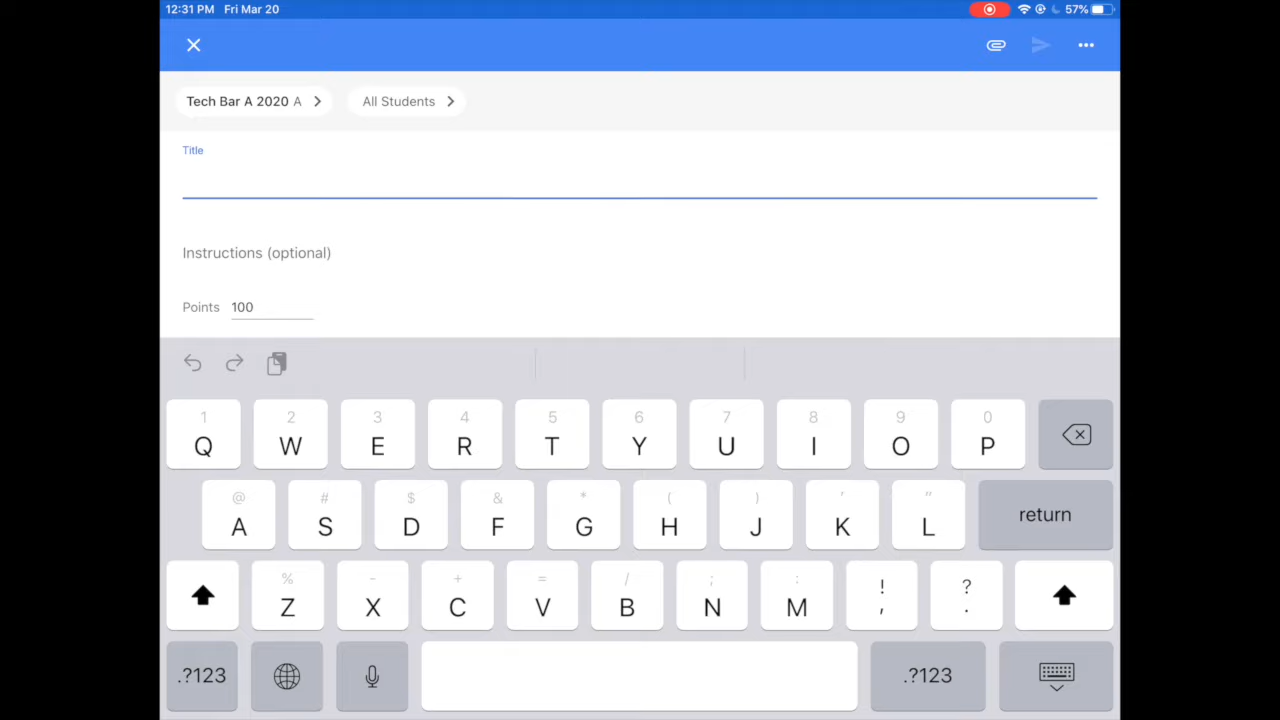 12:31 PM Fri Mar 20 57%
Tech Bar A 2020 A All Students
Title
Instructions (optional)
Points 100
1 2 3 4 5 6 7 8 9 0
Q W E R T Y U I O P
@ # $ & * ( ) ' "
A S D F G H J K L return
% - + = / ; : ! ?
Z X C V B N M , .
.?123 .?123